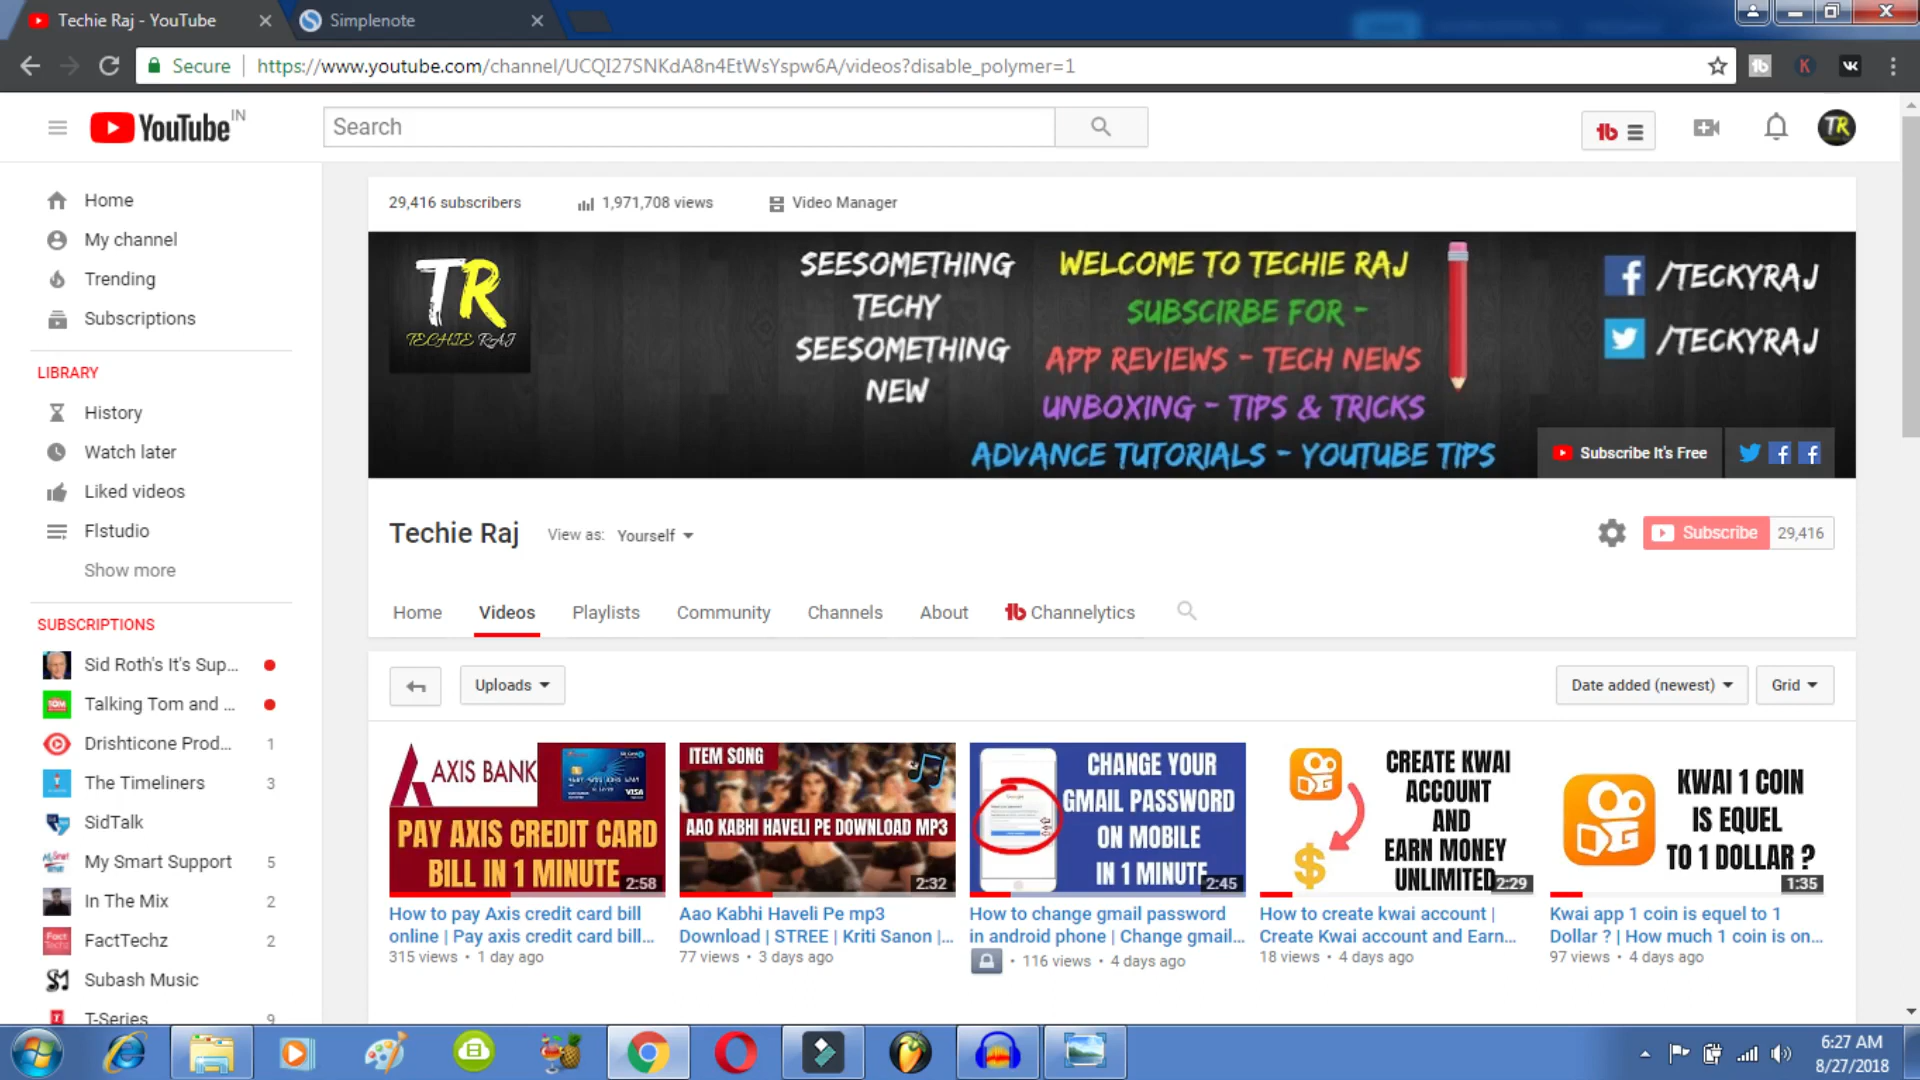 Techie Raj - YouTube
Simplenote
Secure
https://www.youtube.com/channel/UCQI27SNKdA8n4EtWsYspw6A/videos?disable_polymer=1
YouTube IN
Search
Home
My channel
Trending
Subscriptions
LIBRARY
History
Watch later
Liked videos
Flstudio
Show more
SUBSCRIPTIONS
Sid Roth's It's Sup...
Talking Tom and ...
Drishticone Prod... 1
The Timeliners 3
SidTalk
My Smart Support 5
In The Mix 2
FactTechz 2
Subash Music
T-Series 9
29,416 subscribers
1,971,708 views
Video Manager
TR
TECHIE RAJ
SEESOMETHING
TECHY
SEESOMETHING
NEW
WELCOME TO TECHIE RAJ
SUBSCIRBE FOR -
APP REVIEWS - TECH NEWS
UNBOXING - TIPS & TRICKS
ADVANCE TUTORIALS - YOUTUBE TIPS
/TECKYRAJ
/TECKYRAJ
Subscribe It's Free
Techie Raj
View as: Yourself
Subscribe 29,416
Home
Videos
Playlists
Community
Channels
About
Channelytics
Uploads
Date added (newest)
Grid
AXIS BANK
VISA
PAY AXIS CREDIT CARD
BILL IN 1 MINUTE
2:58
How to pay Axis credit card bill
online | Pay axis credit card bill...
315 views • 1 day ago
ITEM SONG
AAO KABHI HAVELI PE DOWNLOAD MP3
2:32
Aao Kabhi Haveli Pe mp3
Download | STREE | Kriti Sanon |...
77 views • 3 days ago
CHANGE YOUR
GMAIL PASSWORD
ON MOBILE
IN 1 MINUTE
2:45
How to change gmail password
in android phone | Change gmail...
• 116 views • 4 days ago
CREATE KWAI
ACCOUNT
AND
EARN MONEY
UNLIMITED
2:29
How to create kwai account |
Create Kwai account and Earn...
18 views • 4 days ago
KWAI 1 COIN
IS EQUEL
TO 1 DOLLAR ?
1:35
Kwai app 1 coin is equel to 1
Dollar ? | How much 1 coin is on...
97 views • 4 days ago
6:27 AM
8/27/2018